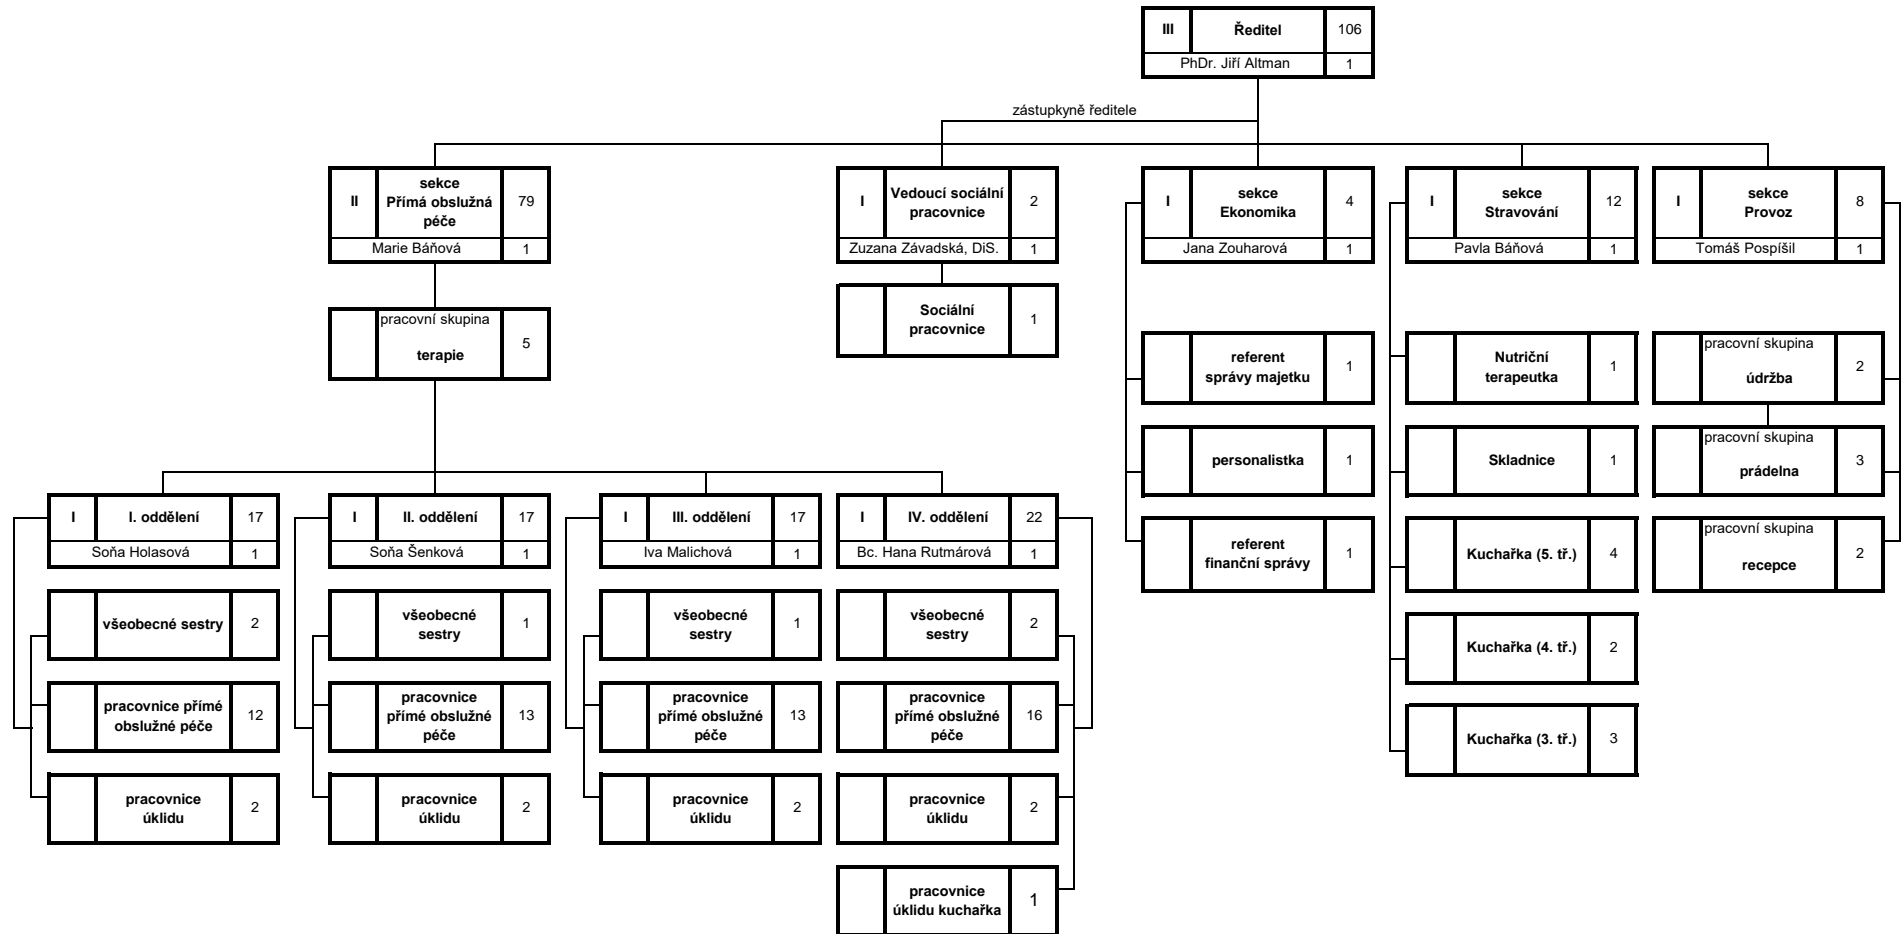 III Ředitel 106
PhDr. Jiří Altman 1
zástupkyně ředitele
II sekce
Přímá obslužná
péče 79
Marie Báňová 1
I Vedoucí sociální
pracovnice 2
Zuzana Závadská, DiS. 1
I sekce
Ekonomika 4
Jana Zouharová 1
I sekce
Stravování 12
Pavla Báňová 1
I sekce
Provoz 8
Tomáš Pospíšil 1
pracovní skupina
terapie 5
Sociální
pracovnice 1
referent
správy majetku 1
personalistka 1
referent
finanční správy 1
Nutriční
terapeutka 1
Skladnice 1
Kuchařka (5. tř.) 4
Kuchařka (4. tř.) 2
Kuchařka (3. tř.) 3
pracovní skupina
údržba 2
pracovní skupina
prádelna 3
pracovní skupina
recepce 2
I I. oddělení 17
Soňa Holasová 1
všeobecné sestry 2
pracovnice přímé
obslužné péče 12
pracovnice
úklidu 2
I II. oddělení 17
Soňa Šenková 1
všeobecné
sestry 1
pracovnice
přímé obslužné
péče 13
pracovnice
úklidu 2
I III. oddělení 17
Iva Malichová 1
všeobecné
sestry 1
pracovnice
přímé obslužné
péče 13
pracovnice
úklidu 2
I IV. oddělení 22
Bc. Hana Rutmárová 1
všeobecné
sestry 2
pracovnice
přímé obslužné
péče 16
pracovnice
úklidu 2
pracovnice
úklidu kuchařka 1